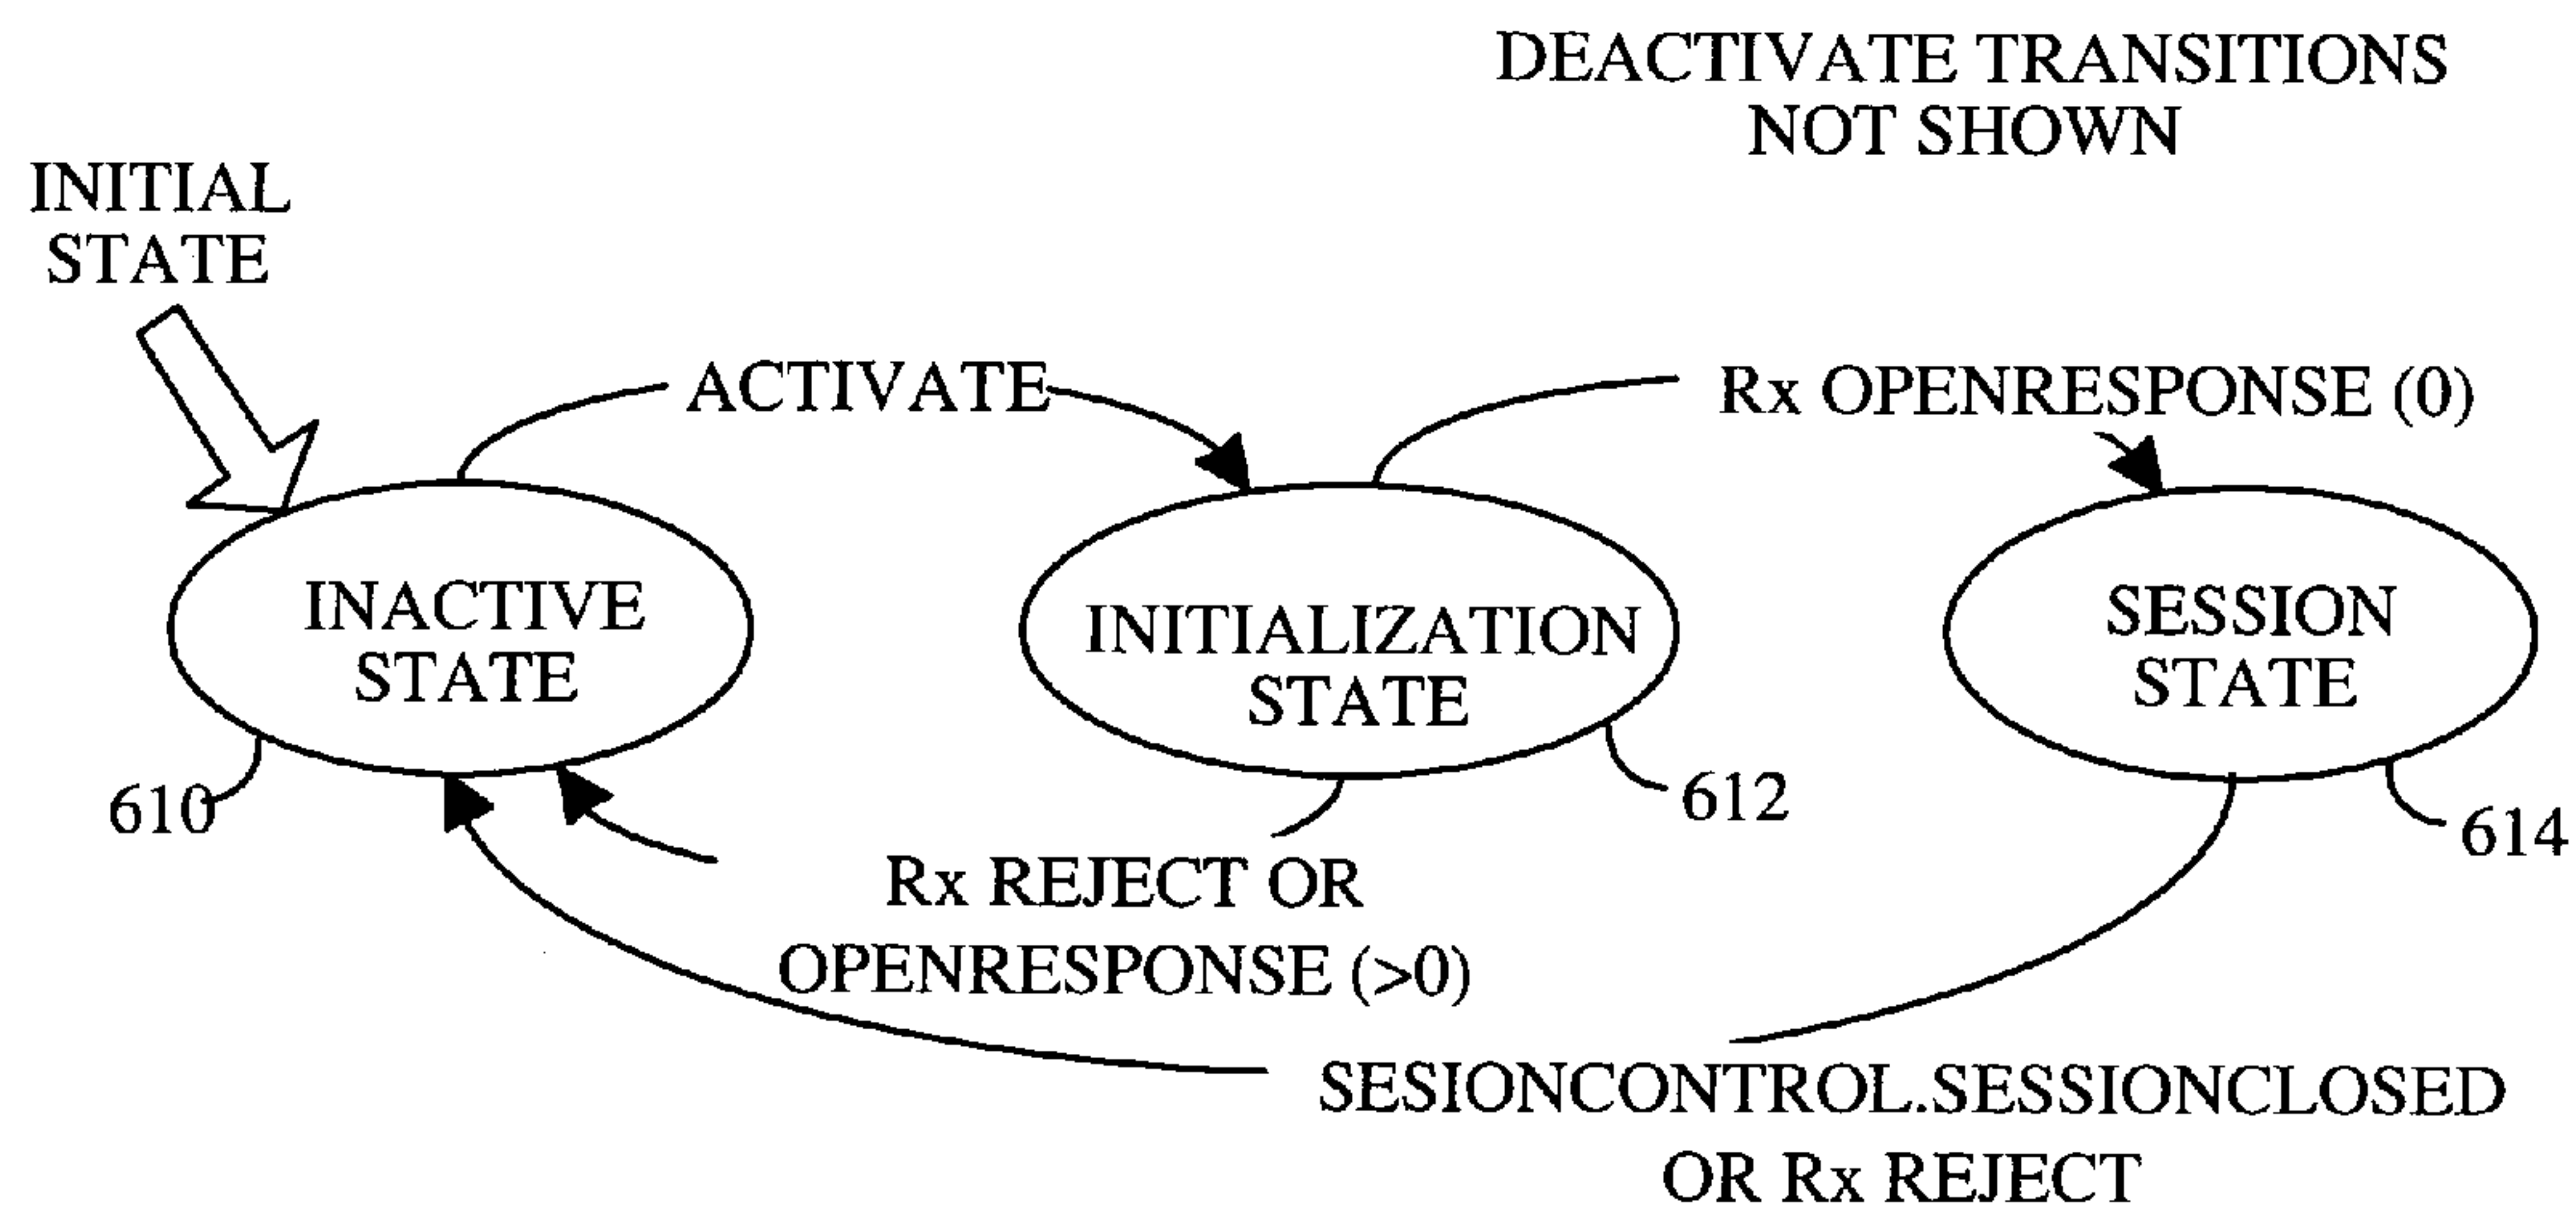 DEACTIVATE TRANSITIONS
NOT SHOWN
INITIAL
STATE
ACTIVATE
Rx OPENRESPONSE (0)
INACTIVE
STATE
INITIALIZATION
STATE
SESSION
STATE
610
612
614
Rx REJECT OR
OPENRESPONSE (>0)
SESIONCONTROL.SESSIONCLOSED
OR Rx REJECT